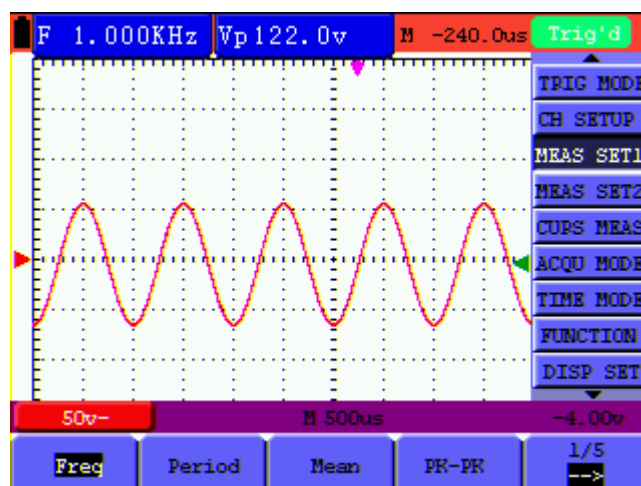 F 1.000KHz Vp122.0v M -240.0us Trig'd
TRIG MODE
CH SETUP
MEAS SET1
MEAS SET2
CURS MEAS
ACQU MODE
TIME MODE
FUNCTION
DISP SET
50v~ M 500us -4.00v
Freq Period Mean PK-PK 1/5
-->